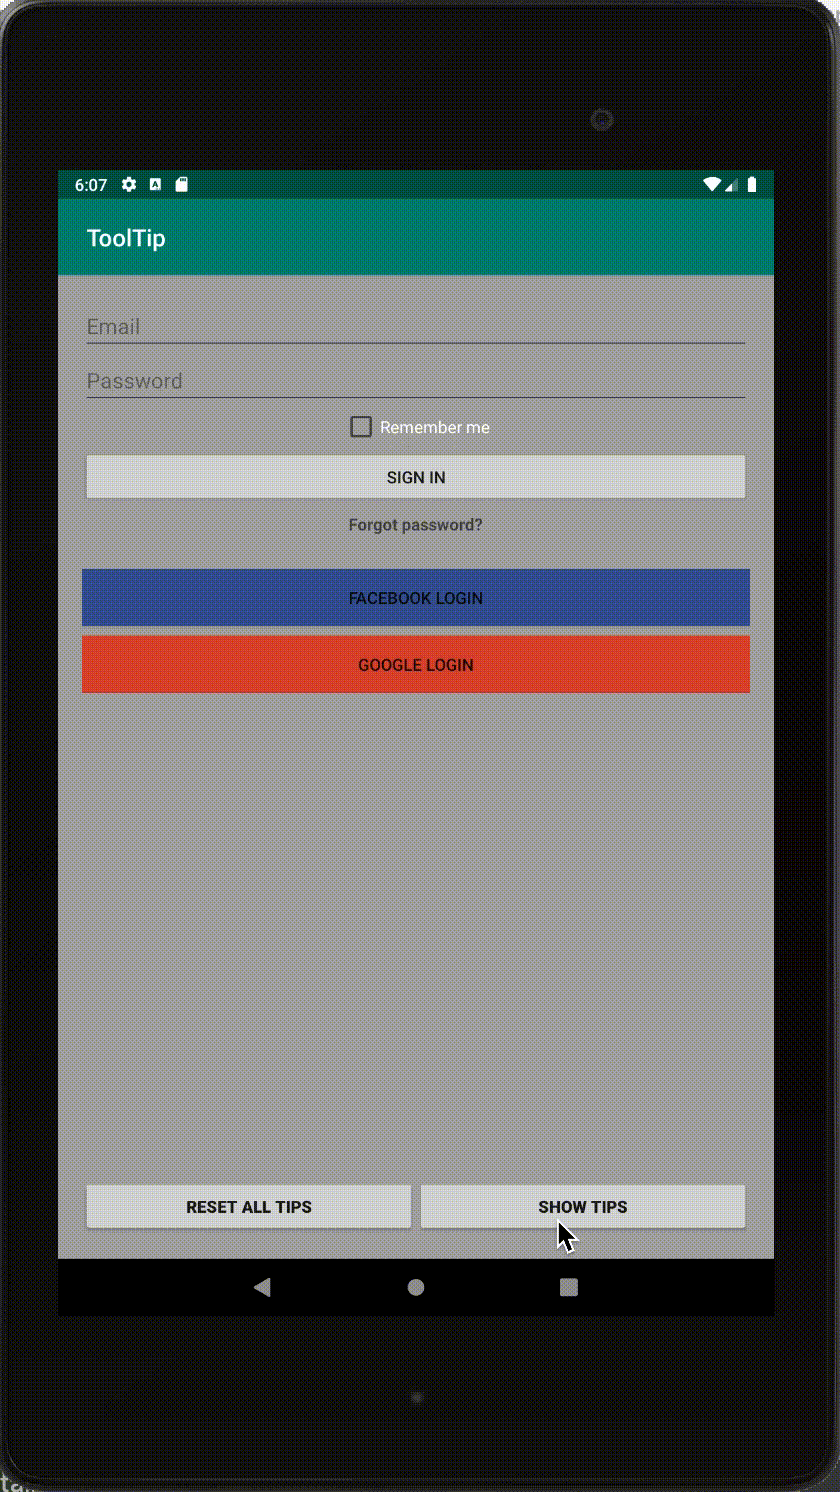 6:07
ToolTip
Email
Password
Remember me
SIGN IN
Forgot password?
FACEBOOK LOGIN
GOOGLE LOGIN
RESET ALL TIPS SHOW TIPS